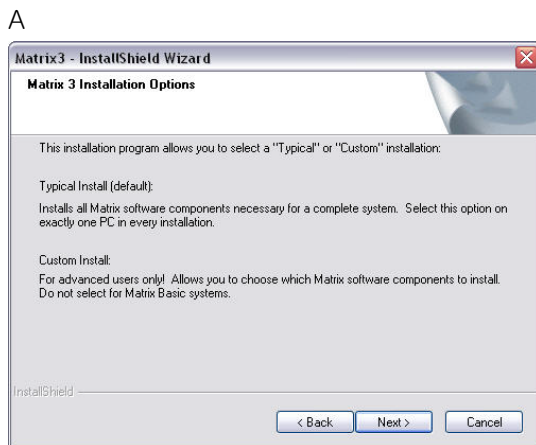 A
Matrix3 - InstallShield Wizard
Matrix 3 Installation Options
This installation program allows you to select a "Typical" or "Custom" installation:
Typical Install (default):
Installs all Matrix software components necessary for a complete system. Select this option on
exactly one PC in every installation.
Custom Install:
For advanced users only! Allows you to choose which Matrix software components to install.
Do not select for Matrix Basic systems.
InstallShield
< Back Next > Cancel